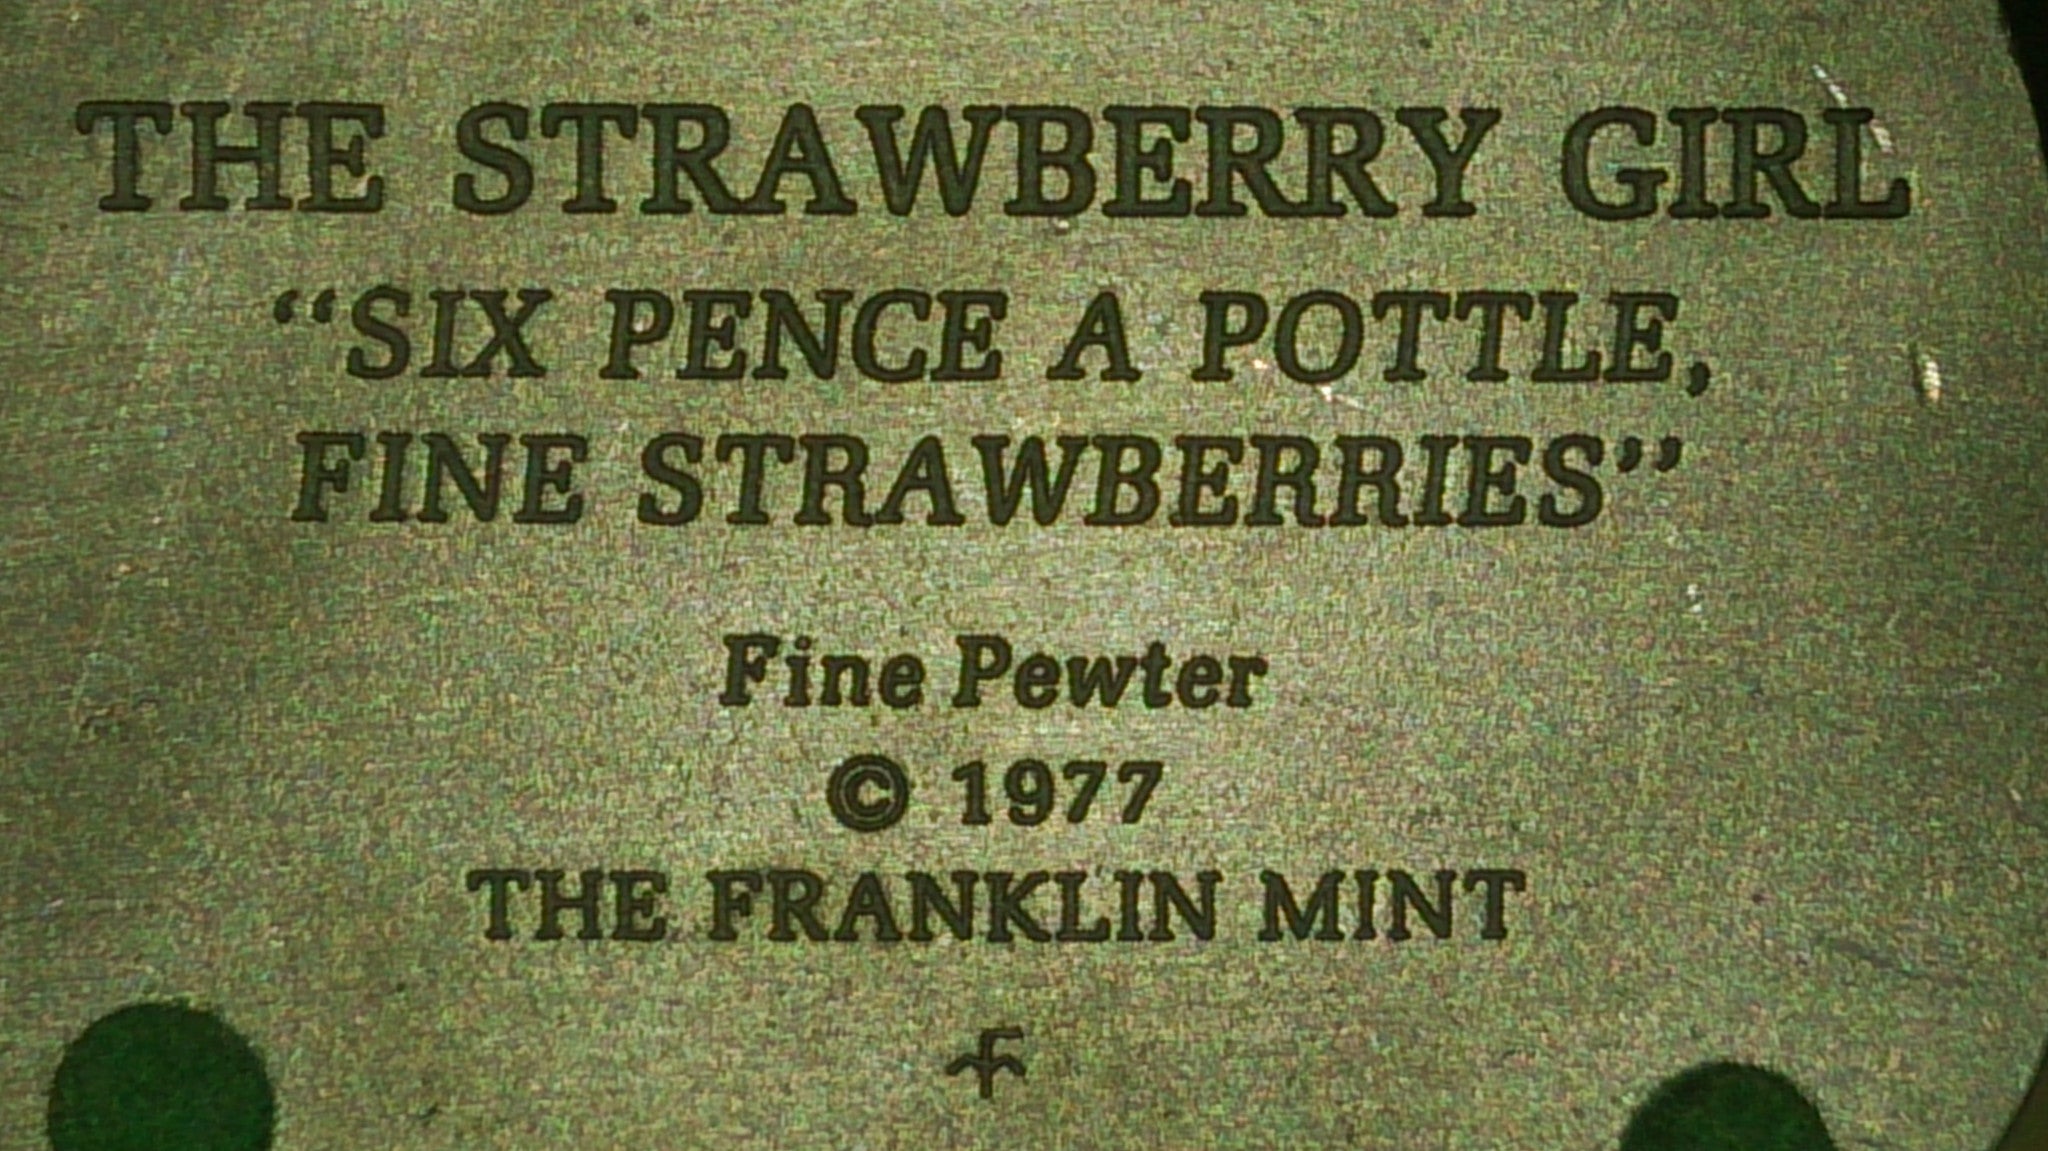 THE STRAWBERRY GIRL
“SIX PENCE A POTTLE,
FINE STRAWBERRIES”
Fine Pewter
© 1977
THE FRANKLIN MINT